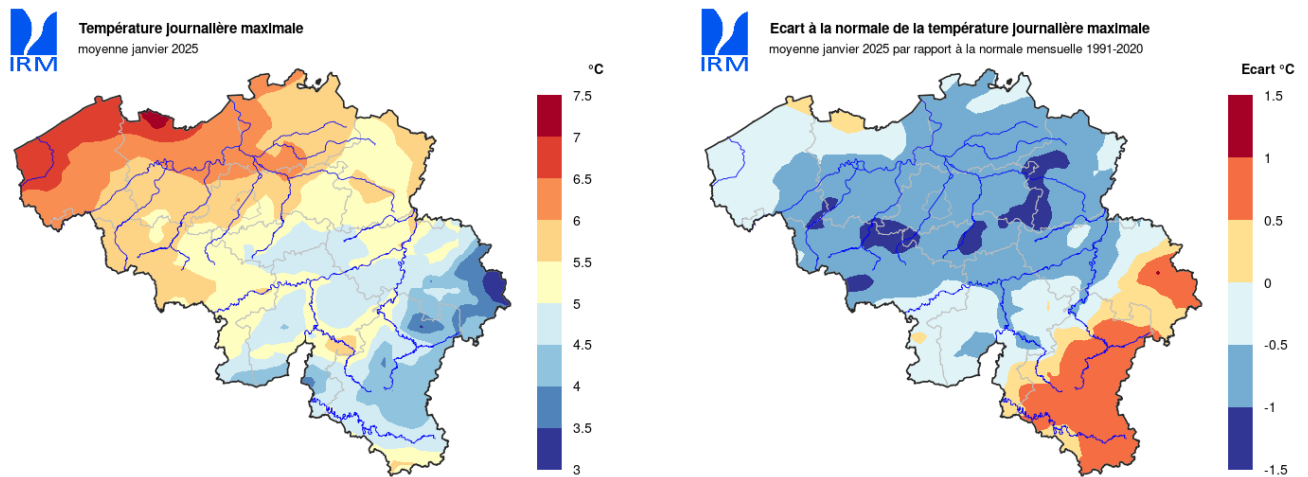 IRM
Température journalière maximale
moyenne janvier 2025
°C
7.5
7
6.5
6
5.5
5
4.5
4
3.5
3
IRM
Ecart à la normale de la température journalière maximale
moyenne janvier 2025 par rapport à la normale mensuelle 1991-2020
Ecart °C
1.5
1
0.5
0
-0.5
-1
-1.5